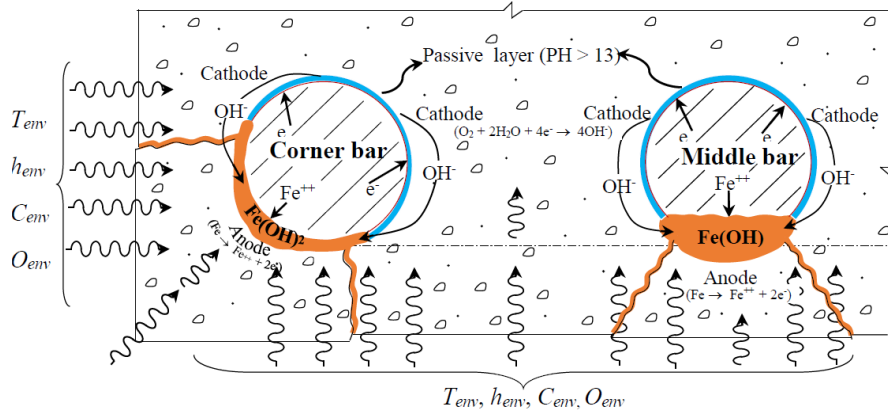 Passive layer (PH > 13)
Cathode
OH-
e
Corner bar
Fe++
e-
Fe(OH)2
Anode
(Fe → Fe++ + 2e-)
Cathode
(O2 + 2H2O + 4e- → 4OH-)
OH-
Cathode
Cathode
e
e
Middle bar
OH-
OH-
Fe++
Fe(OH)
Anode
(Fe → Fe++ + 2e-)
Tenv
henv
Cenv
Oenv
Tenv, henv, Cenv, Oenv